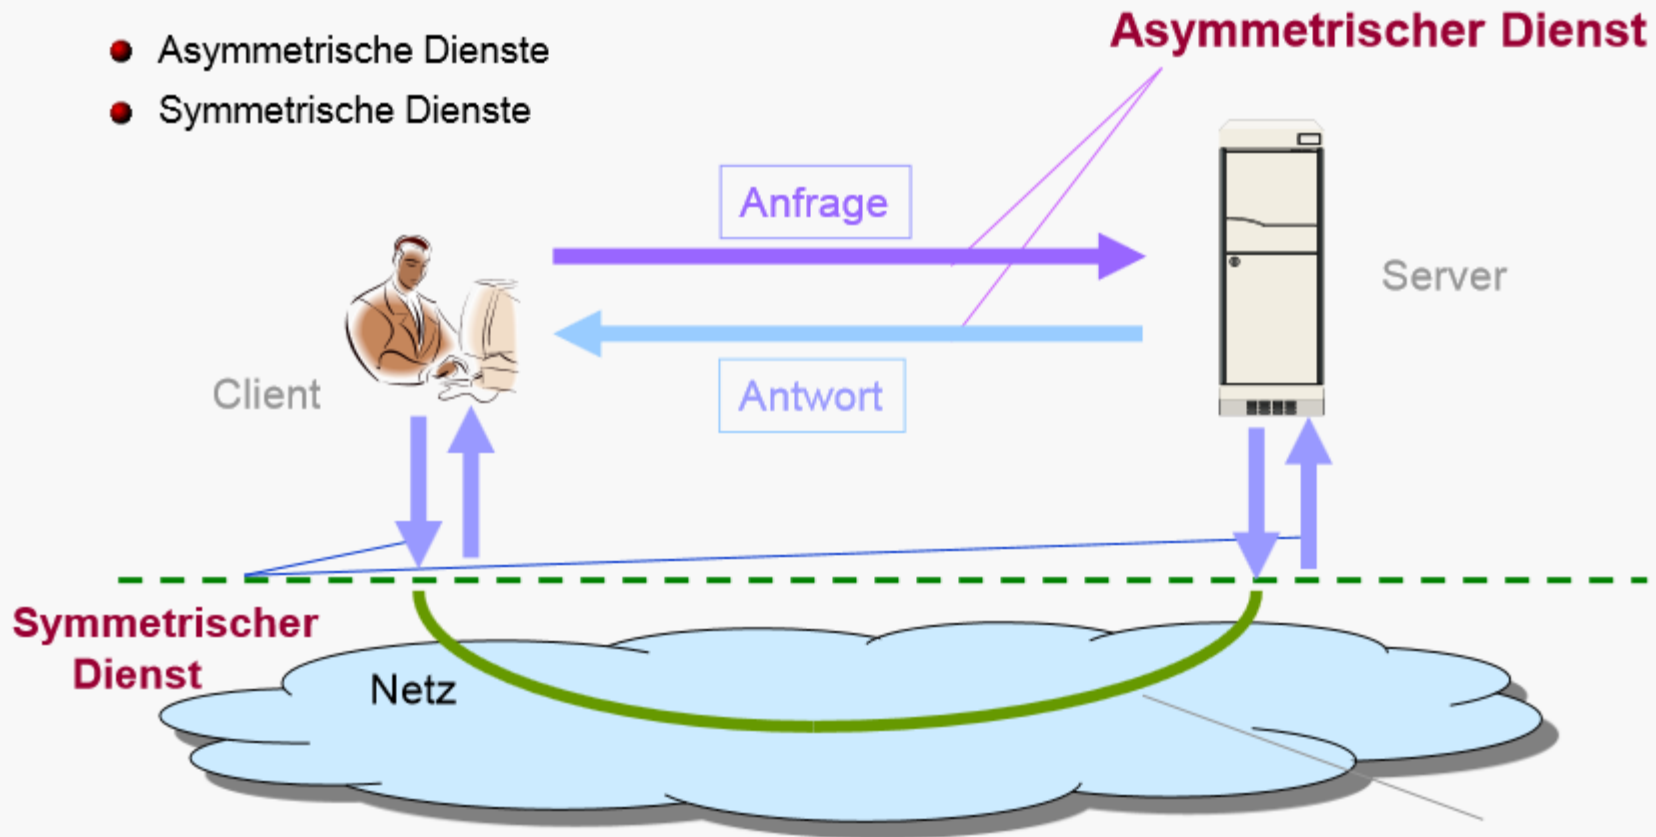 Asymmetrischer Dienst
Asymmetrische Dienste
Symmetrische Dienste
Anfrage
Server
Client
Antwort
Symmetrischer
Dienst
Netz